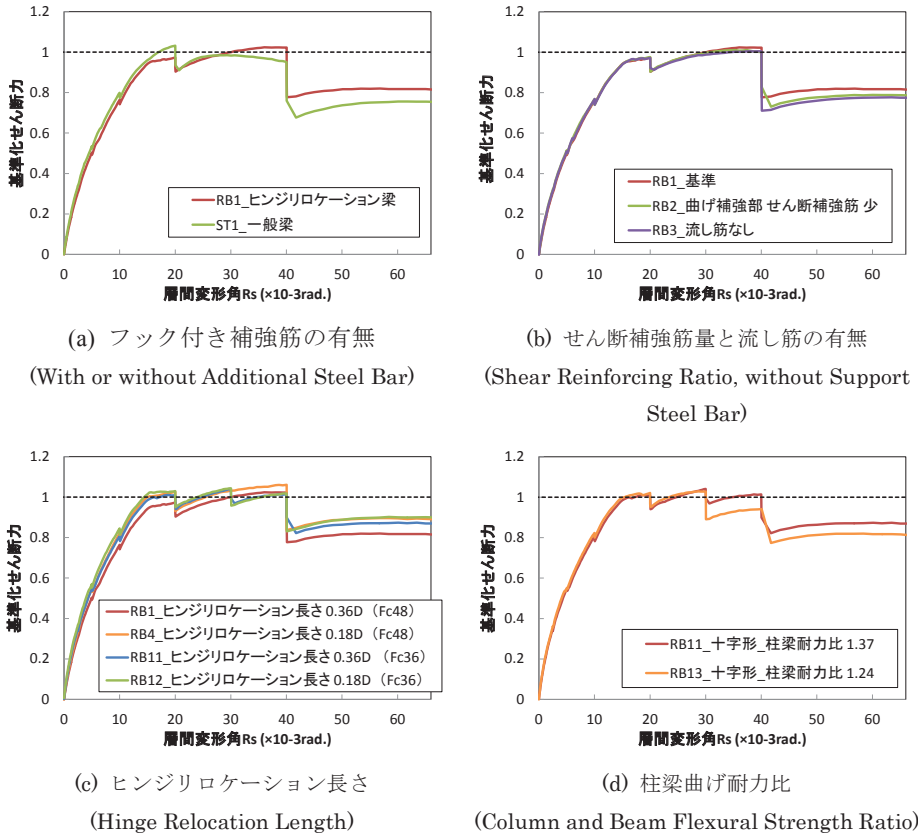 1.2
1
0.8
0.6
0.4
0.2
0
基準化せん断力
RB1_ヒンジリロケーション梁
ST1_一般梁
0 10 20 30 40 50 60
層間変形角Rs (×10-3rad.)
(a) フック付き補強筋の有無
(With or without Additional Steel Bar)
1.2
1
0.8
0.6
0.4
0.2
0
基準化せん断力
RB1_基準
RB2_曲げ補強部 せん断補強筋 少
RB3_流し筋なし
0 10 20 30 40 50 60
層間変形角Rs (×10-3rad.)
(b) せん断補強筋量と流し筋の有無
(Shear Reinforcing Ratio, without Support
Steel Bar)
1.2
1
0.8
0.6
0.4
0.2
0
基準化せん断力
RB1_ヒンジリロケーション長さ0.36D（Fc48）
RB4_ヒンジリロケーション長さ0.18D（Fc48）
RB11_ヒンジリロケーション長さ0.36D （Fc36）
RB12_ヒンジリロケーション長さ0.18D（Fc36）
0 10 20 30 40 50 60
層間変形角Rs (×10-3rad.)
(c) ヒンジリロケーション長さ
(Hinge Relocation Length)
1.2
1
0.8
0.6
0.4
0.2
0
基準化せん断力
RB11_十字形_柱梁耐力比 1.37
RB13_十字形_柱梁耐力比 1.24
0 10 20 30 40 50 60
層間変形角Rs (×10-3rad.)
(d) 柱梁曲げ耐力比
(Column and Beam Flexural Strength Ratio)